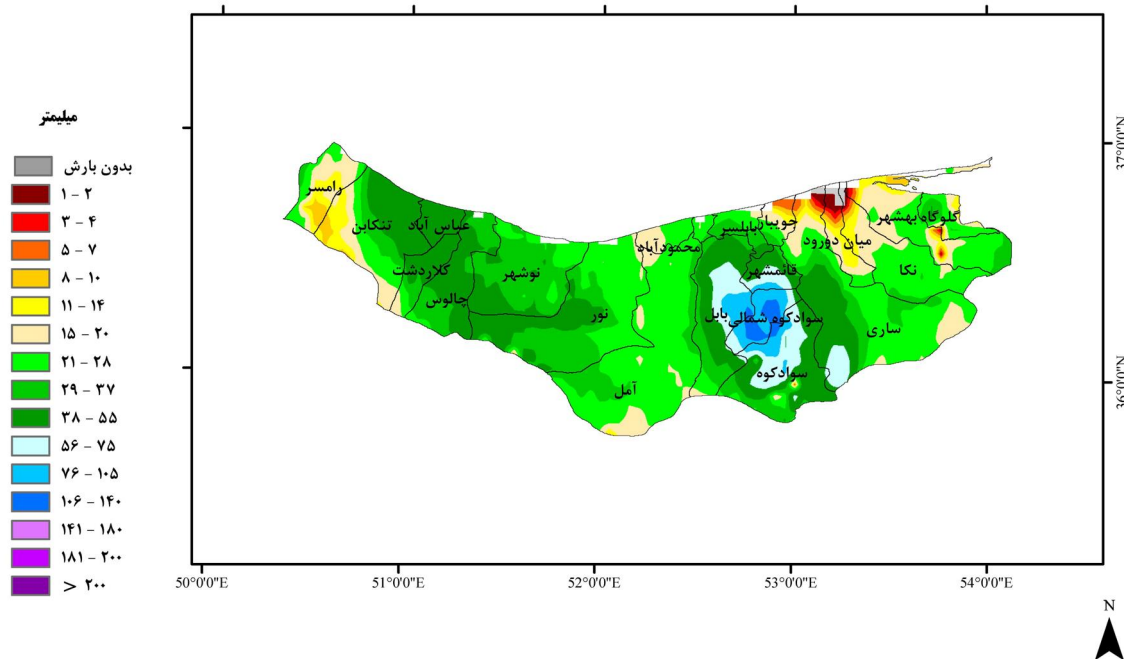 میلیمتر
بدون بارش
۱ - ۲
۳ - ۴
۵ - ۷
۸ - ۱۰
۱۱ - ۱۴
۱۵ - ۲۰
۲۱ - ۲۸
۲۹ - ۳۷
۳۸ - ۵۵
۵۶ - ۷۵
۷۶ - ۱۰۵
۱۰۶ - ۱۴۰
۱۴۱ - ۱۸۰
۱۸۱ - ۲۰۰
> ۲۰۰
رامسر
تنکابن
عباس آباد
کلاردشت
چالوس
نوشهر
نور
آمل
محمودآباد
بابلسر
بابل
جویبار
قائمشهر
سوادکوه شمالی
سوادکوه
میان دورود
ساری
نکا
بهشهر
گلوگاه
37°0'0"N
36°0'0"N
50°0'0"E
51°0'0"E
52°0'0"E
53°0'0"E
54°0'0"E
N